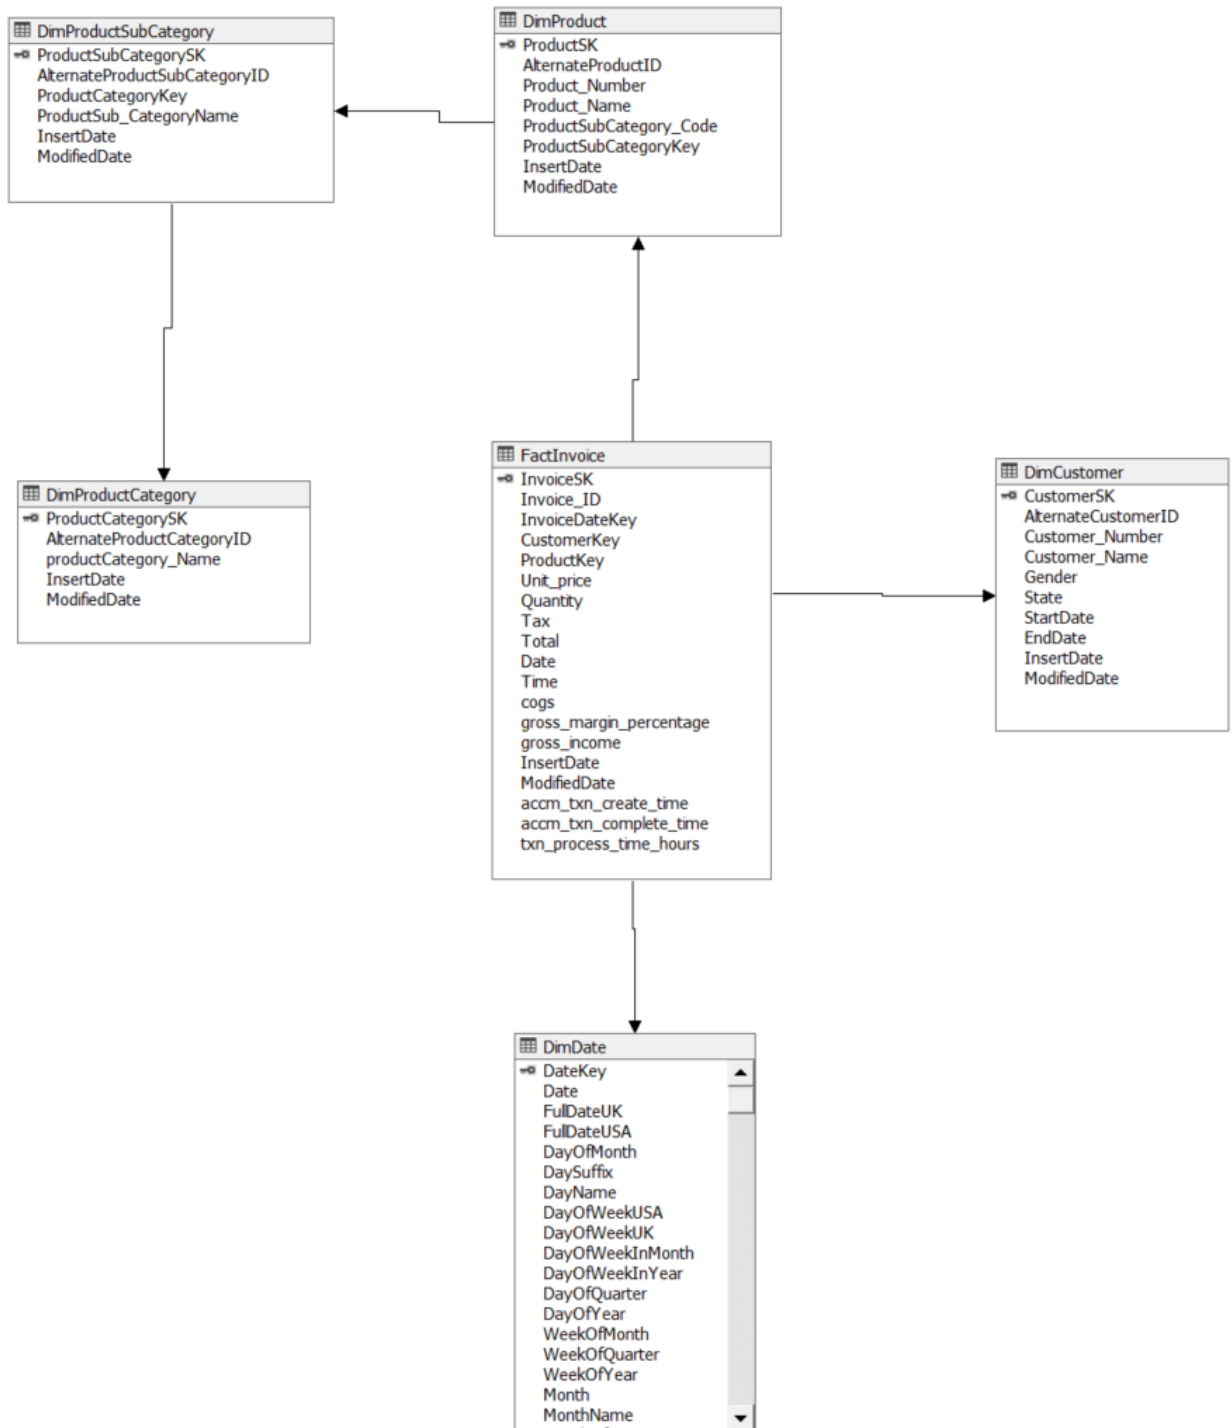 DimProductSubCategory
ProductSubCategorySK
AlternateProductSubCategoryID
ProductCategoryKey
ProductSub_CategoryName
InsertDate
ModifiedDate
DimProduct
ProductSK
AlternateProductID
Product_Number
Product_Name
ProductSubCategory_Code
ProductSubCategoryKey
InsertDate
ModifiedDate
DimProductCategory
ProductCategorySK
AlternateProductCategoryID
productCategory_Name
InsertDate
ModifiedDate
FactInvoice
InvoiceSK
Invoice_ID
InvoiceDateKey
CustomerKey
ProductKey
Unit_price
Quantity
Tax
Total
Date
Time
cogs
gross_margin_percentage
gross_income
InsertDate
ModifiedDate
accm_txn_create_time
accm_txn_complete_time
txn_process_time_hours
DimCustomer
CustomerSK
AlternateCustomerID
Customer_Number
Customer_Name
Gender
State
StartDate
EndDate
InsertDate
ModifiedDate
DimDate
DateKey
Date
FullDateUK
FullDateUSA
DayOfMonth
DaySuffix
DayName
DayOfWeekUSA
DayOfWeekUK
DayOfWeekInMonth
DayOfWeekInYear
DayOfQuarter
DayOfYear
WeekOfMonth
WeekOfQuarter
WeekOfYear
Month
MonthName